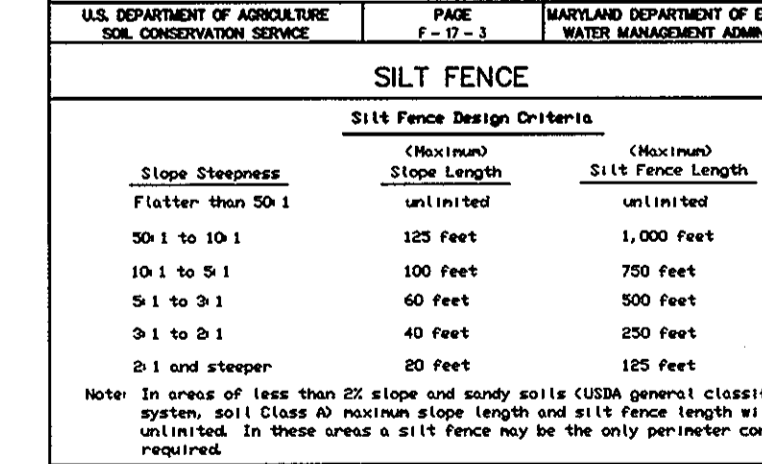 U.S. DEPARTMENT OF AGRICULTURE PAGE MARYLAND DEPARTMENT OF E
SOIL CONSERVATION SERVICE F - 17 - 3 WATER MANAGEMENT ADMIN
SILT FENCE
Silt Fence Design Criteria
(Maximum) (Maximum)
Slope Steepness Slope Length Silt Fence Length
Flatter than 50:1 unlimited unlimited
50:1 to 10:1 125 feet 1,000 feet
10:1 to 5:1 100 feet 750 feet
5:1 to 3:1 60 feet 500 feet
3:1 to 2:1 40 feet 250 feet
2:1 and steeper 20 feet 125 feet
Note: In areas of less than 2% slope and sandy soils (USDA general classif
system, soil Class A) maximum slope length and silt fence length wi
unlimited. In these areas a silt fence may be the only perimeter con
required.